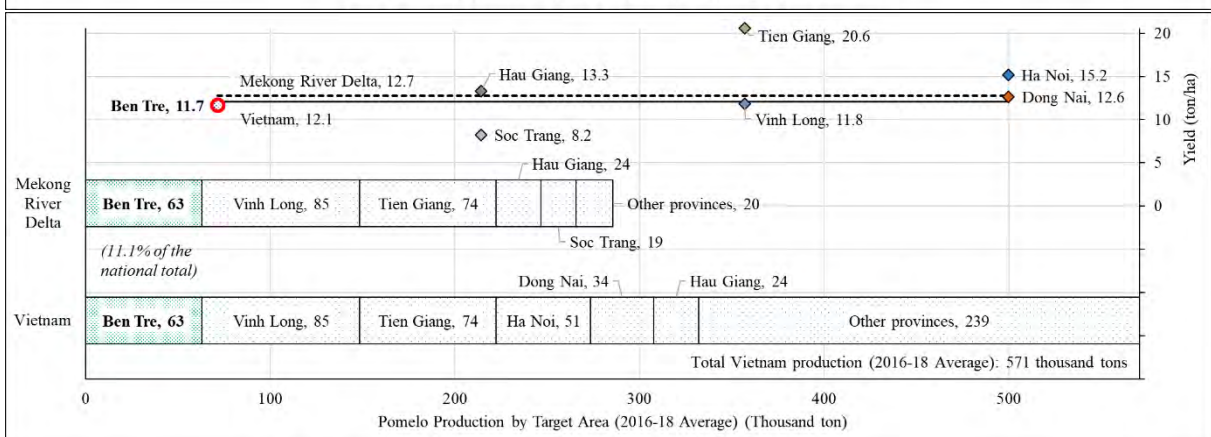 20
Tien Giang, 20.6
Hau Giang, 13.3
Ha Noi, 15.2
15
Mekong River Delta, 12.7
Ben Tre, 11.7
Dong Nai, 12.6
Vietnam, 12.1
Vinh Long, 11.8
10
Soc Trang, 8.2
5
0
Yield (ton/ha)
Hau Giang, 24
Mekong
River
Delta
Ben Tre, 63
Vinh Long, 85
Tien Giang, 74
Other provinces, 20
Soc Trang, 19
(11.1% of the
national total)
Dong Nai, 34
Hau Giang, 24
Vietnam
Ben Tre, 63
Vinh Long, 85
Tien Giang, 74
Ha Noi, 51
Other provinces, 239
Total Vietnam production (2016-18 Average): 571 thousand tons
0
100
200
300
400
500
Pomelo Production by Target Area (2016-18 Average) (Thousand ton)